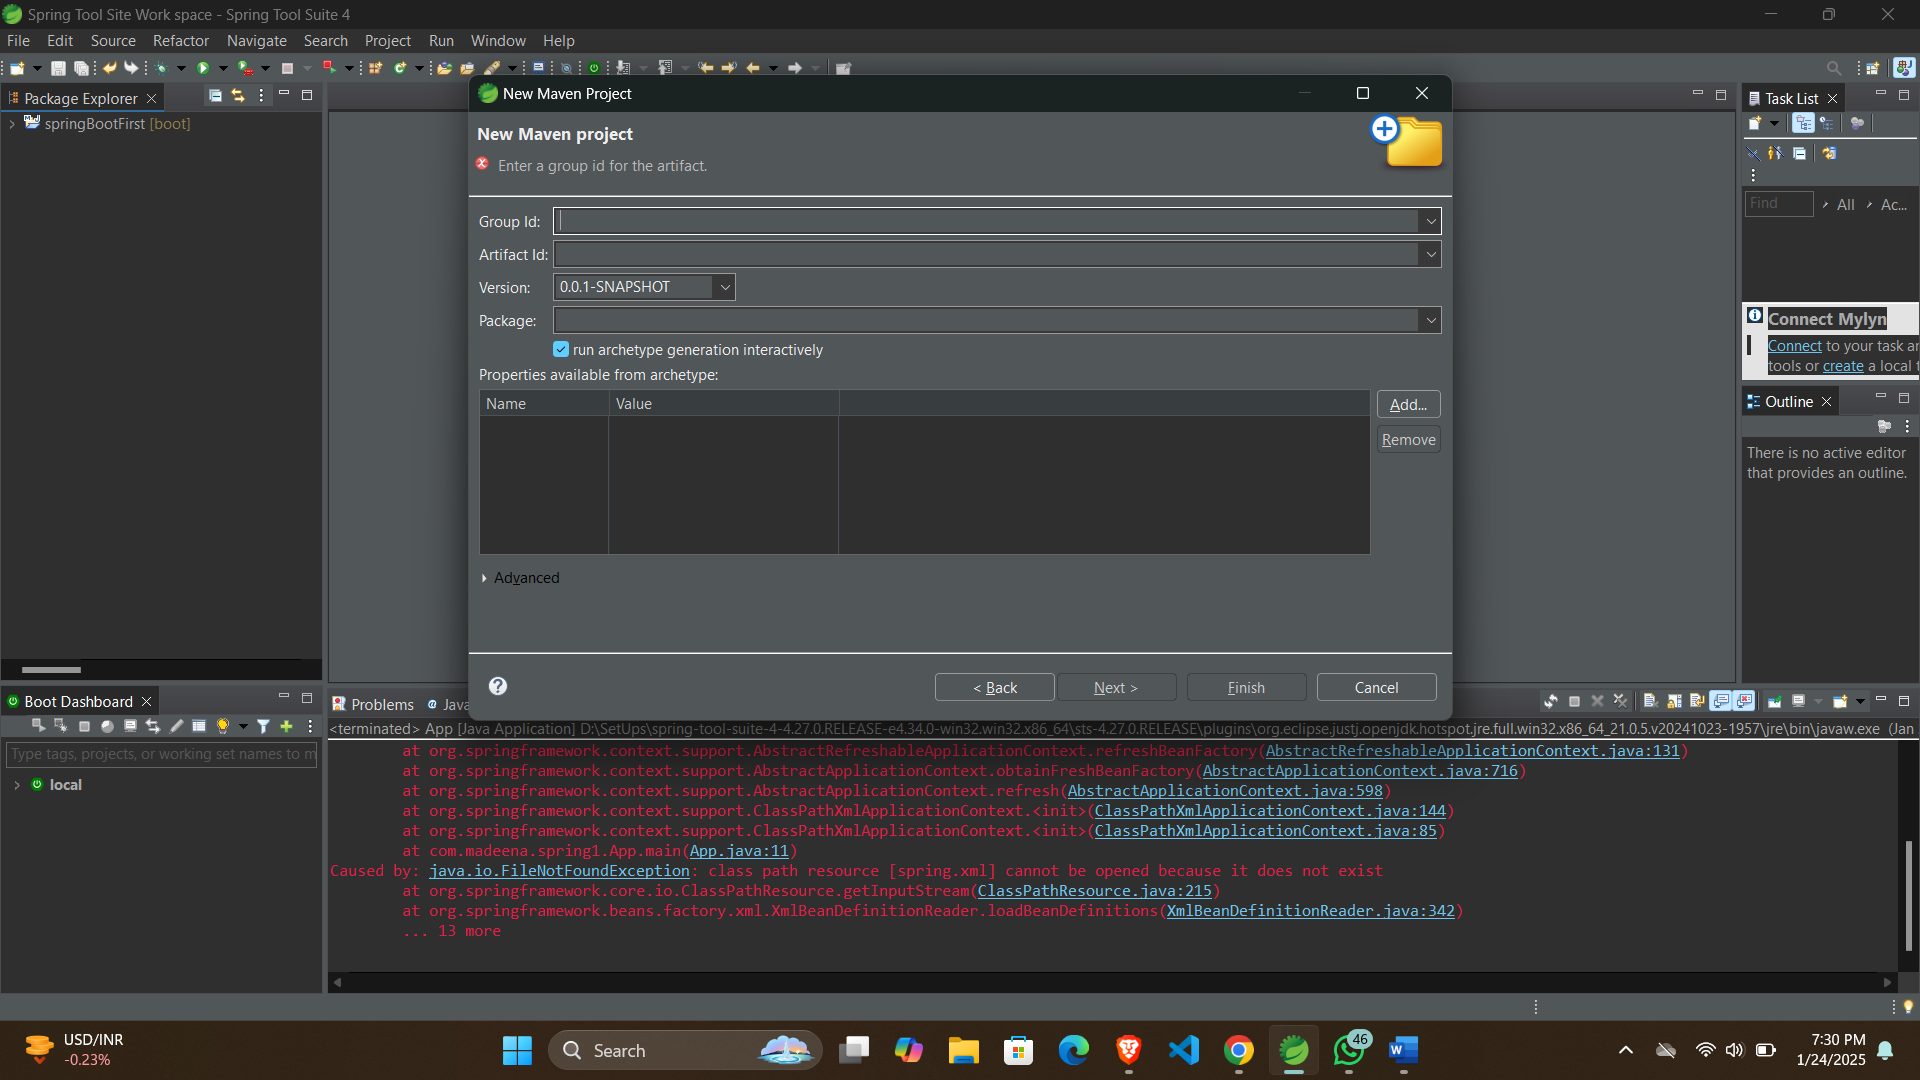 Spring Tool Site Work space - Spring Tool Suite 4
File Edit Source Refactor Navigate Search Project Run Window Help
Package Explorer
springBootFirst [boot]
New Maven Project
New Maven project
Enter a group id for the artifact.
Group Id:
Artifact Id:
Version: 0.0.1-SNAPSHOT
Package:
run archetype generation interactively
Properties available from archetype:
Name Value
Add...
Remove
Advanced
< Back Next > Finish Cancel
Task List
Find All Ac...
Connect Mylyn
Connect to your task
tools or create a local
Outline
There is no active editor
that provides an outline.
Boot Dashboard
Type tags, projects, or working set names to m
local
Problems Java
<terminated> App [Java Application] D:\SetUps\spring-tool-suite-4-4.27.0.RELEASE-e4.34.0-win32.win32.x86_64\sts-4.27.0.RELEASE\plugins\org.eclipse.justj.openjdk.hotspot.jre.full.win32.x86_64_21.0.5.v20241023-1957\jre\bin\javaw.exe (Jan
at org.springframework.context.support.AbstractRefreshableApplicationContext.refreshBeanFactory(AbstractRefreshableApplicationContext.java:131)
at org.springframework.context.support.AbstractApplicationContext.obtainFreshBeanFactory(AbstractApplicationContext.java:716)
at org.springframework.context.support.AbstractApplicationContext.refresh(AbstractApplicationContext.java:598)
at org.springframework.context.support.ClassPathXmlApplicationContext.<init>(ClassPathXmlApplicationContext.java:144)
at org.springframework.context.support.ClassPathXmlApplicationContext.<init>(ClassPathXmlApplicationContext.java:85)
at com.madeena.spring1.App.main(App.java:11)
Caused by: java.io.FileNotFoundException: class path resource [spring.xml] cannot be opened because it does not exist
at org.springframework.core.io.ClassPathResource.getInputStream(ClassPathResource.java:215)
at org.springframework.beans.factory.xml.XmlBeanDefinitionReader.loadBeanDefinitions(XmlBeanDefinitionReader.java:342)
... 13 more
USD/INR
-0.23%
Search
46
7:30 PM
1/24/2025